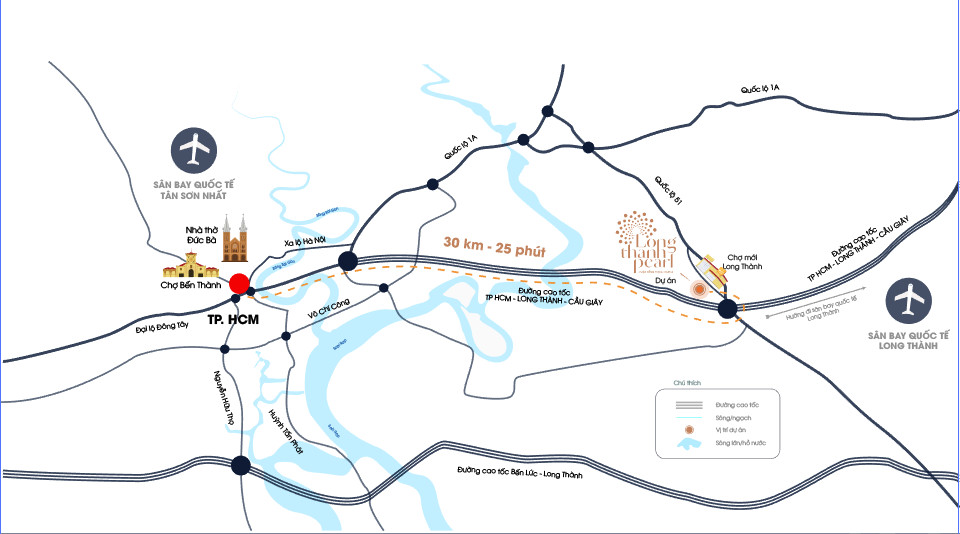 Quốc lộ 1A
Quốc lộ 1A
SÂN BAY QUỐC TẾ
TÂN SƠN NHẤT
Quốc lộ 51
Nhà thờ
Đức Bà
Xa lộ Hà Nội
30 km - 25 phút
Long
Thanh
pearl
Chợ mới
Long Thành
Dự án
Đường cao tốc
TP HCM - LONG THÀNH - CẦU GIÂY
Chợ Bến Thành
Đường cao tốc
TP HCM - LONG THÀNH - CẦU GIÂY
Võ Chí Công
TP. HCM
Đại lộ Đông Tây
Hướng đi sân bay quốc tế
Long Thành
SÂN BAY QUỐC TẾ
LONG THÀNH
Nguyễn Hữu Thọ
Huỳnh Tấn Phát
Chú thích
Đường cao tốc
Sông/ngạch
Vị trí dự án
Sông lớn/hồ nước
Đường cao tốc Bến Lức - Long Thành